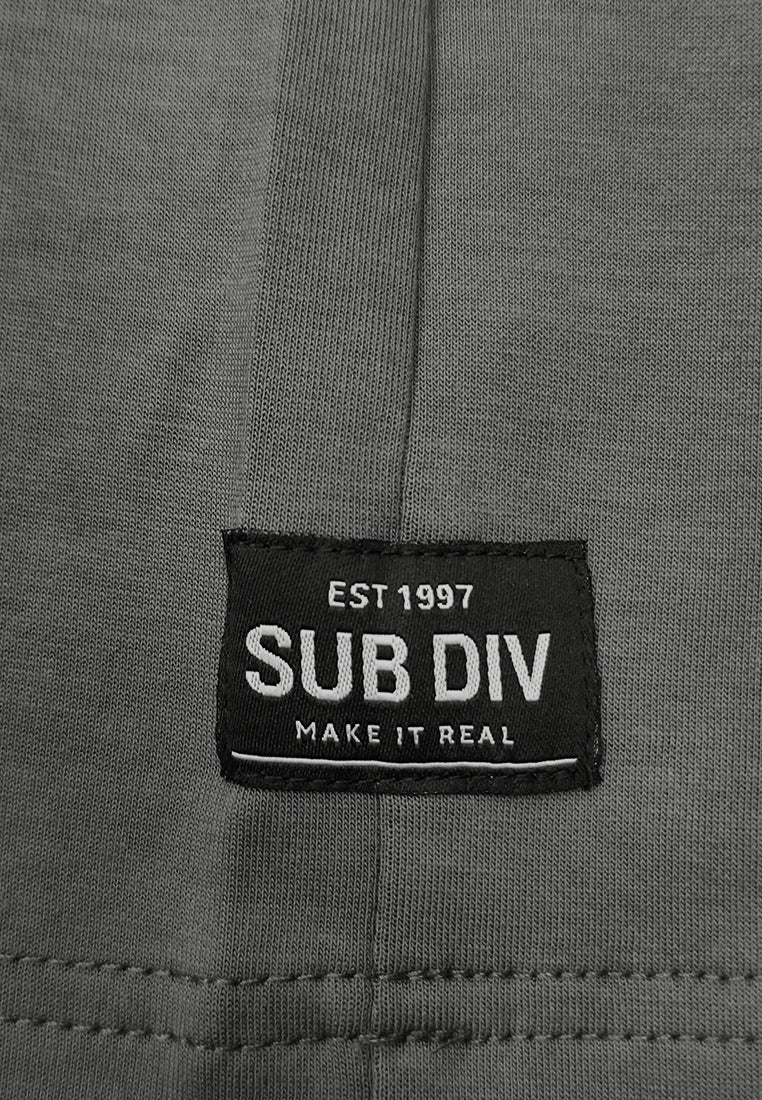 EST 1997
SUB DIV
MAKE IT REAL